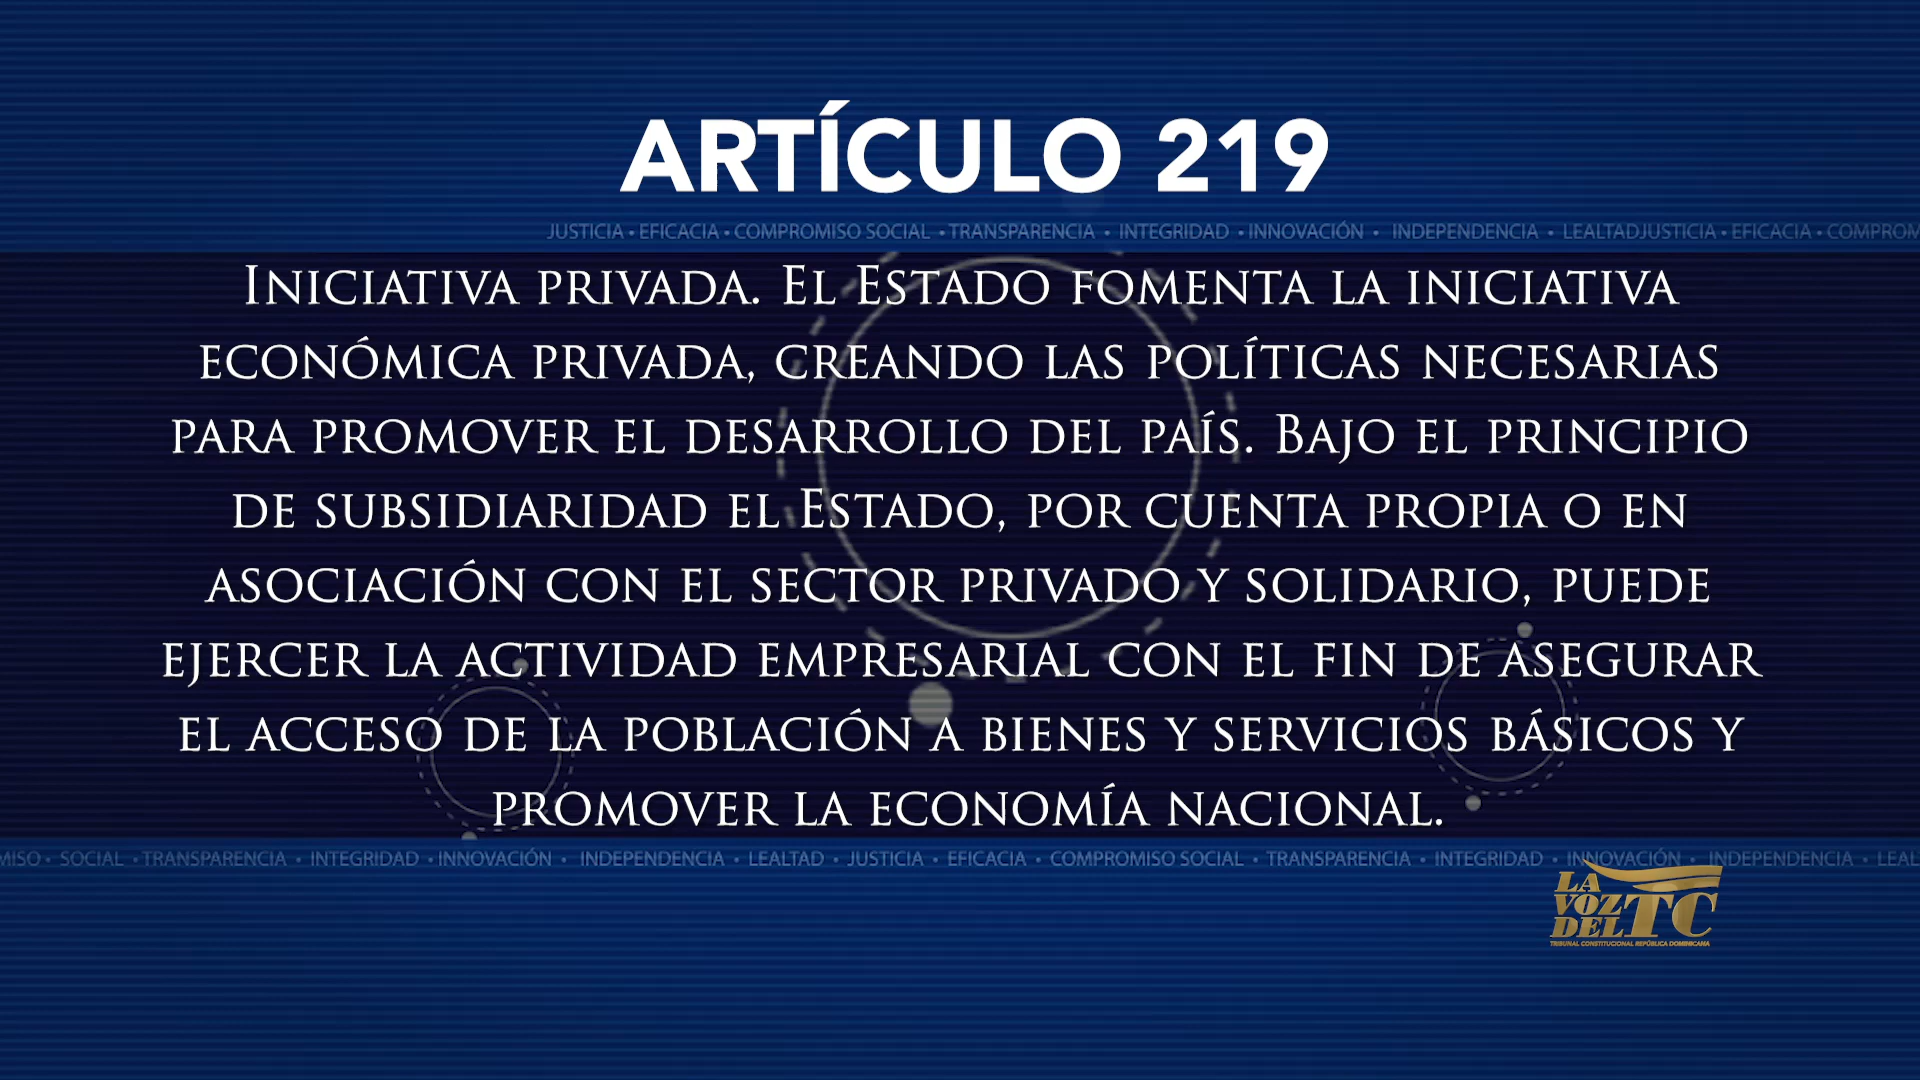 ARTÍCULO 219
JUSTICIA • EFICACIA • COMPROMISO SOCIAL • TRANSPARENCIA • INTEGRIDAD • INNOVACIÓN • INDEPENDENCIA • LEALTADJUSTICIA • EFICACIA • COMPROM
Iniciativa privada. El Estado fomenta la iniciativa
económica privada, creando las políticas necesarias
para promover el desarrollo del país. Bajo el principio
de subsidiaridad el Estado, por cuenta propia o en
asociación con el sector privado y solidario, puede
ejercer la actividad empresarial con el fin de asegurar
el acceso de la población a bienes y servicios básicos y
promover la economía nacional.
MISO • SOCIAL • TRANSPARENCIA • INTEGRIDAD • INNOVACIÓN • INDEPENDENCIA • LEALTAD • JUSTICIA • EFICACIA • COMPROMISO SOCIAL • TRANSPARENCIA • INTEGRIDAD • INNOVACIÓN • INDEPENDENCIA • LEAL
LA
VOZ
DEL TC
TRIBUNAL CONSTITUCIONAL REPÚBLICA DOMINICANA